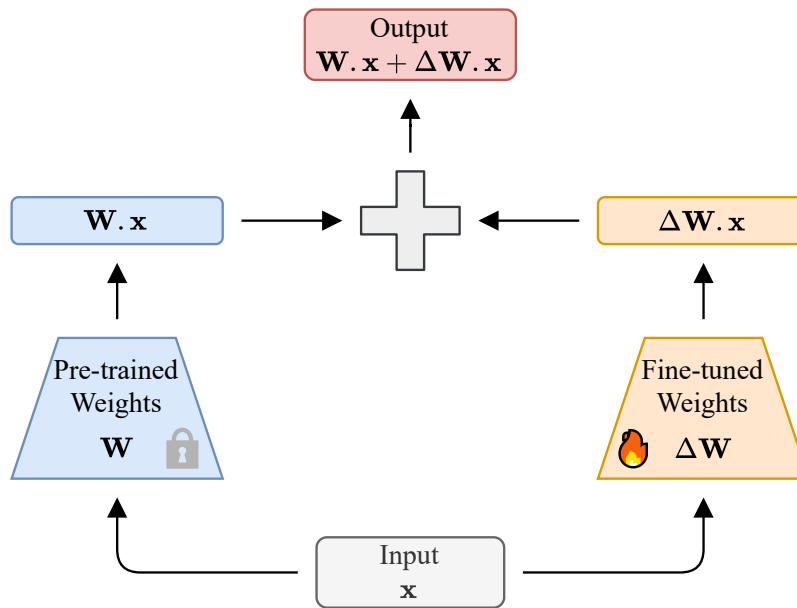 Output
W.x + ΔW.x
W.x
ΔW.x
Pre-trained
Weights
W
Fine-tuned
Weights
ΔW
Input
x